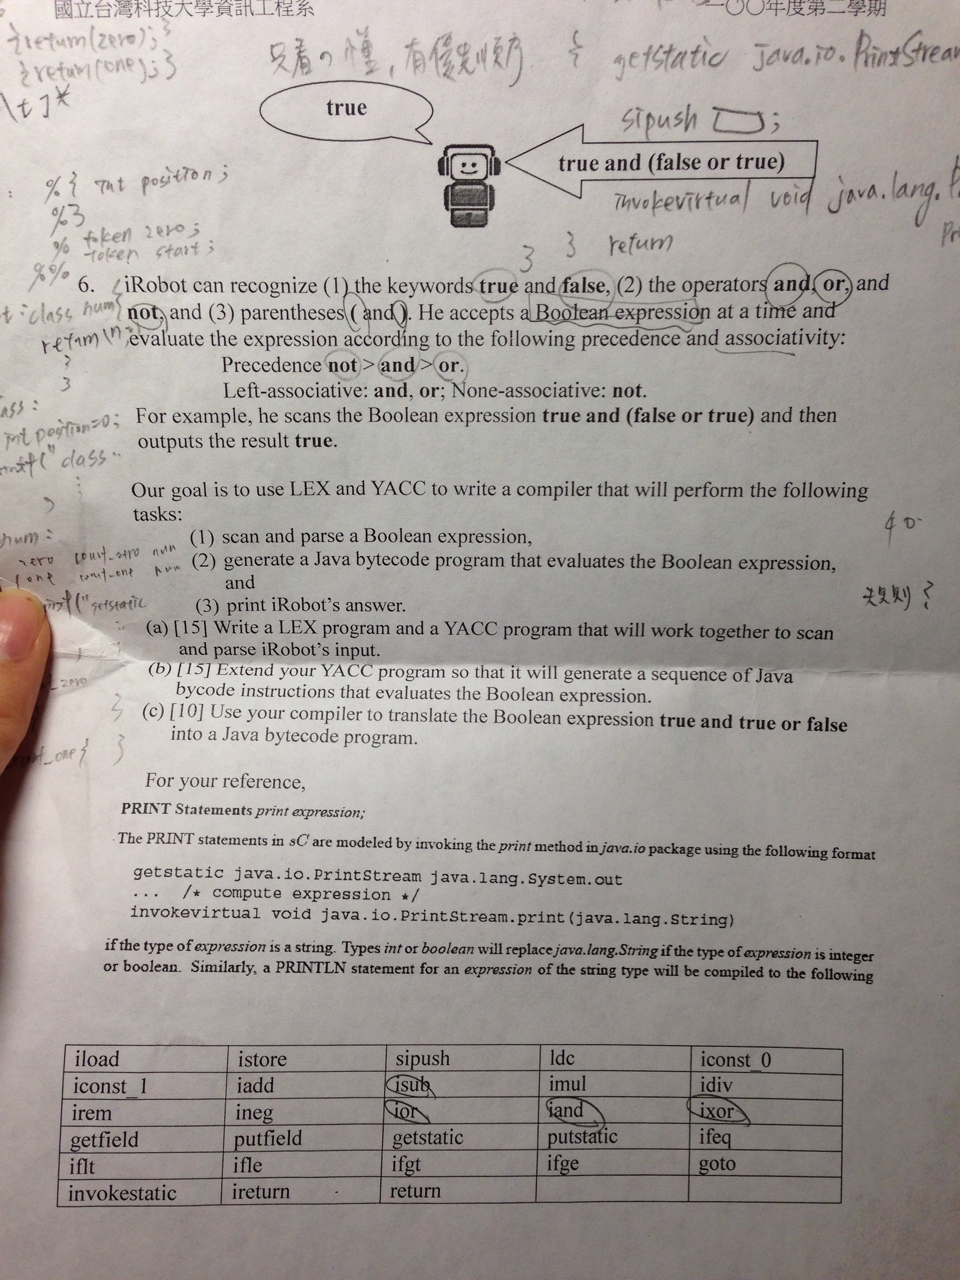 國立台灣科技大學資訊工程系
一〇〇年度第二學期
{return(zero);}
{return(one);}
\t]*
有優先順序
getstatic java.io.PrintStream
true
sipush ;
true and (false or true)
invokevirtual void java.lang.
return
%{ int position;
%}
% token zero;
% token start;
%%
6. iRobot can recognize (1) the keywords true and false, (2) the operators and, or, and
not, and (3) parentheses ( and ). He accepts a Boolean expression at a time and
evaluate the expression according to the following precedence and associativity:
Precedence not > and > or.
Left-associative: and, or; None-associative: not.
For example, he scans the Boolean expression true and (false or true) and then
outputs the result true.
int position=0;
class
Our goal is to use LEX and YACC to write a compiler that will perform the following
tasks:
(1) scan and parse a Boolean expression,
(2) generate a Java bytecode program that evaluates the Boolean expression,
and
(3) print iRobot's answer.
num:
zero const_zero num
one const_one num
("getstatic
(a) [15] Write a LEX program and a YACC program that will work together to scan
and parse iRobot's input.
(b) [15] Extend your YACC program so that it will generate a sequence of Java
bycode instructions that evaluates the Boolean expression.
(c) [10] Use your compiler to translate the Boolean expression true and true or false
into a Java bytecode program.
For your reference,
PRINT Statements print expression;
The PRINT statements in sC are modeled by invoking the print method in java.io package using the following format
getstatic java.io.PrintStream java.lang.System.out
... /* compute expression */
invokevirtual void java.io.PrintStream.print(java.lang.String)
if the type of expression is a string. Types int or boolean will replace java.lang.String if the type of expression is integer
or boolean. Similarly, a PRINTLN statement for an expression of the string type will be compiled to the following
iload istore sipush ldc iconst_0
iconst_1 iadd isub imul idiv
irem ineg ior iand ixor
getfield putfield getstatic putstatic ifeq
iflt ifle ifgt ifge goto
invokestatic ireturn return